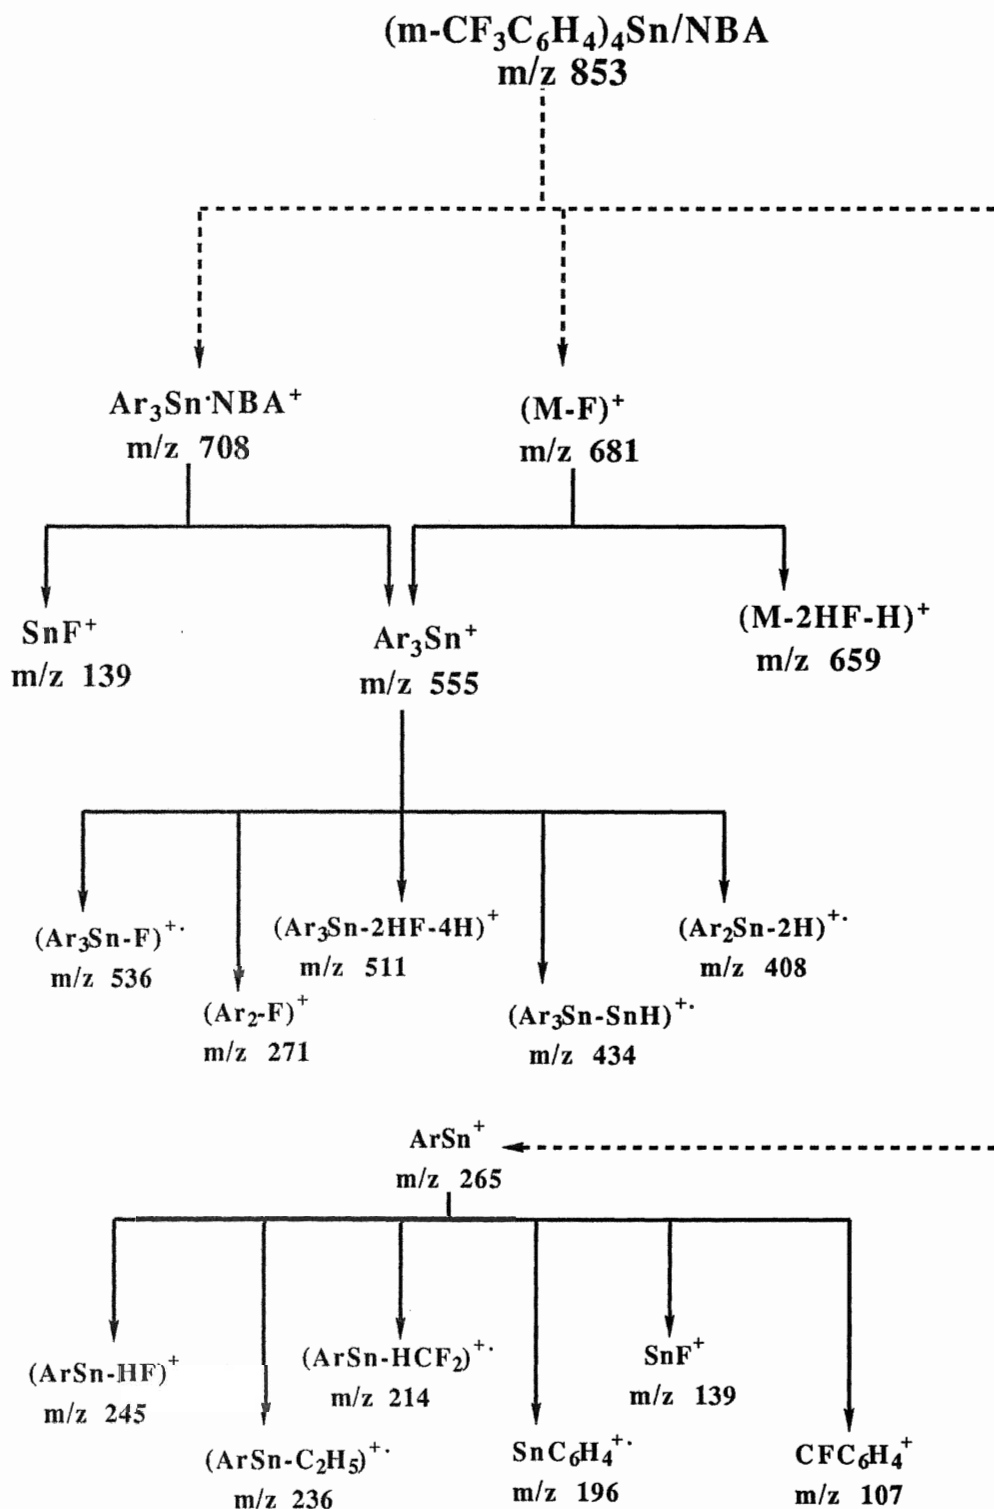 (m-CF₃C₆H₄)₄Sn/NBA
m/z 853
Ar₃Sn·NBA⁺
m/z 708
(M-F)⁺
m/z 681
SnF⁺
m/z 139
Ar₃Sn⁺
m/z 555
(M-2HF-H)⁺
m/z 659
(Ar₃Sn-F)⁺·
m/z 536
(Ar₂-F)⁺
m/z 271
(Ar₃Sn-2HF-4H)⁺
m/z 511
(Ar₃Sn-SnH)⁺·
m/z 434
(Ar₂Sn-2H)⁺·
m/z 408
ArSn⁺
m/z 265
(ArSn-HF)⁺
m/z 245
(ArSn-C₂H₅)⁺·
m/z 236
(ArSn-HCF₂)⁺·
m/z 214
SnC₆H₄⁺·
m/z 196
SnF⁺
m/z 139
CFC₆H₄⁺
m/z 107